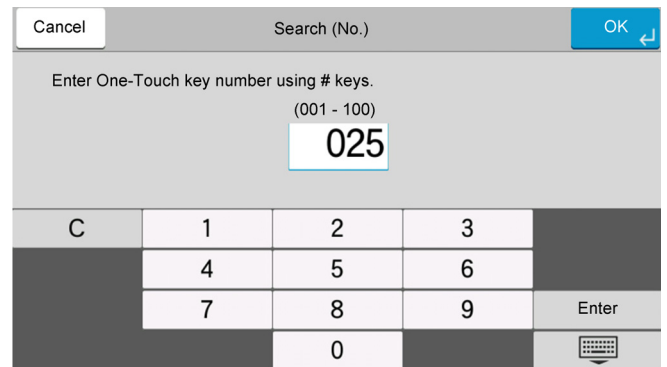 Cancel Search (No.) OK
Enter One-Touch key number using # keys.
(001 - 100)
025
C 1 2 3
4 5 6
7 8 9 Enter
0